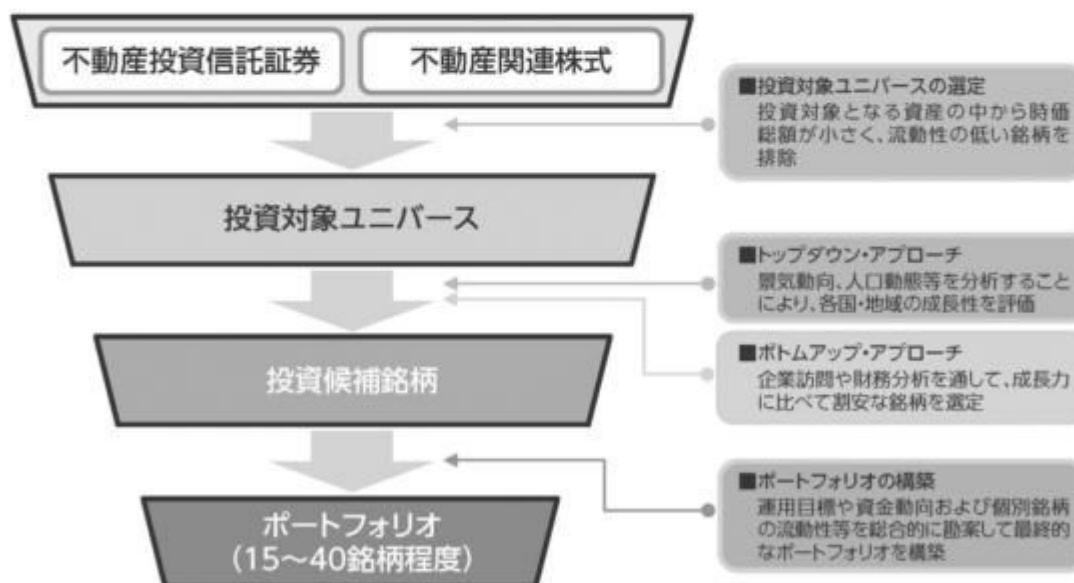 不動産投資信託証券
不動産関連株式
■投資対象ユニバースの選定
投資対象となる資産の中から時価
総額が小さく、流動性の低い銘柄を
排除
投資対象ユニバース
■トップダウン・アプローチ
景気動向、人口動態等を分析すること
により、各国・地域の成長性を評価
■ボトムアップ・アプローチ
企業訪問や財務分析を通して、成長力
に比べて割安な銘柄を選定
投資候補銘柄
■ポートフォリオの構築
運用目標や資金動向および個別銘柄
の流動性等を総合的に勘案して最終的
なポートフォリオを構築
ポートフォリオ
(15～40銘柄程度)